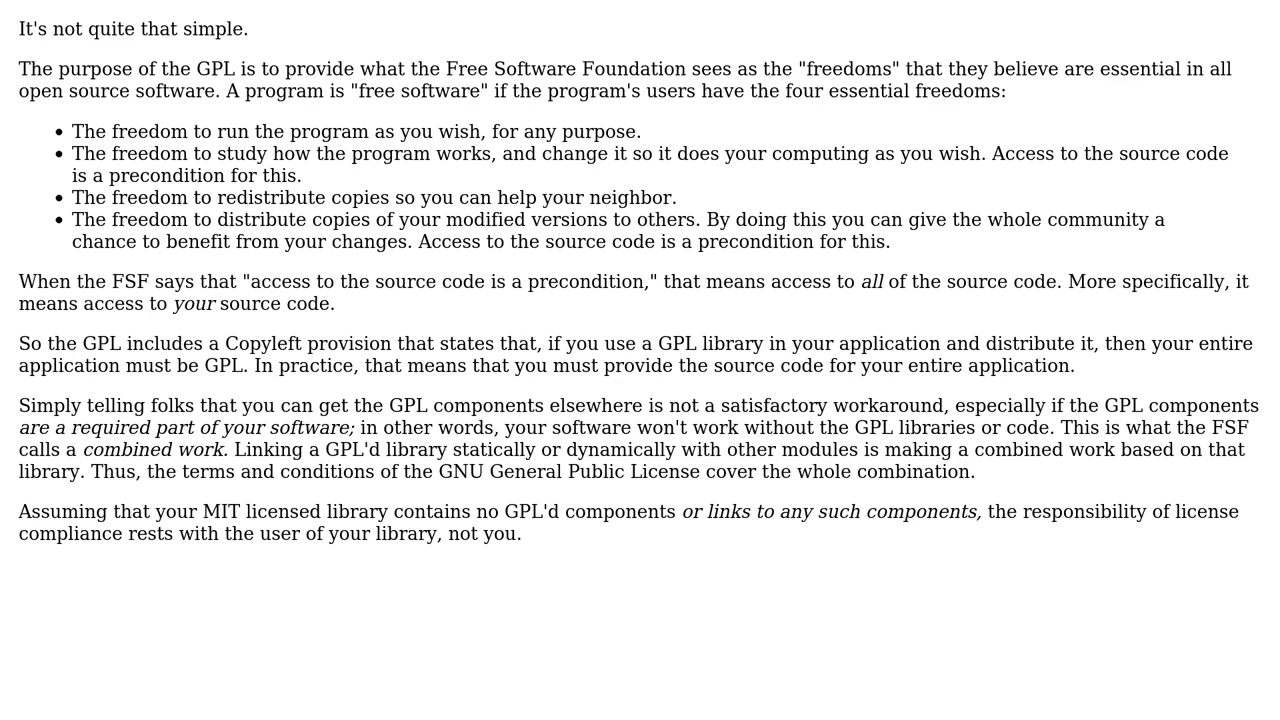 It's not quite that simple.
The purpose of the GPL is to provide what the Free Software Foundation sees as the "freedoms" that they believe are essential in all
open source software. A program is "free software" if the program's users have the four essential freedoms:
• The freedom to run the program as you wish, for any purpose.
• The freedom to study how the program works, and change it so it does your computing as you wish. Access to the source code
is a precondition for this.
• The freedom to redistribute copies so you can help your neighbor.
• The freedom to distribute copies of your modified versions to others. By doing this you can give the whole community a
chance to benefit from your changes. Access to the source code is a precondition for this.
When the FSF says that "access to the source code is a precondition," that means access to all of the source code. More specifically, it
means access to your source code.
So the GPL includes a Copyleft provision that states that, if you use a GPL library in your application and distribute it, then your entire
application must be GPL. In practice, that means that you must provide the source code for your entire application.
Simply telling folks that you can get the GPL components elsewhere is not a satisfactory workaround, especially if the GPL components
are a required part of your software; in other words, your software won't work without the GPL libraries or code. This is what the FSF
calls a combined work. Linking a GPL'd library statically or dynamically with other modules is making a combined work based on that
library. Thus, the terms and conditions of the GNU General Public License cover the whole combination.
Assuming that your MIT licensed library contains no GPL'd components or links to any such components, the responsibility of license
compliance rests with the user of your library, not you.